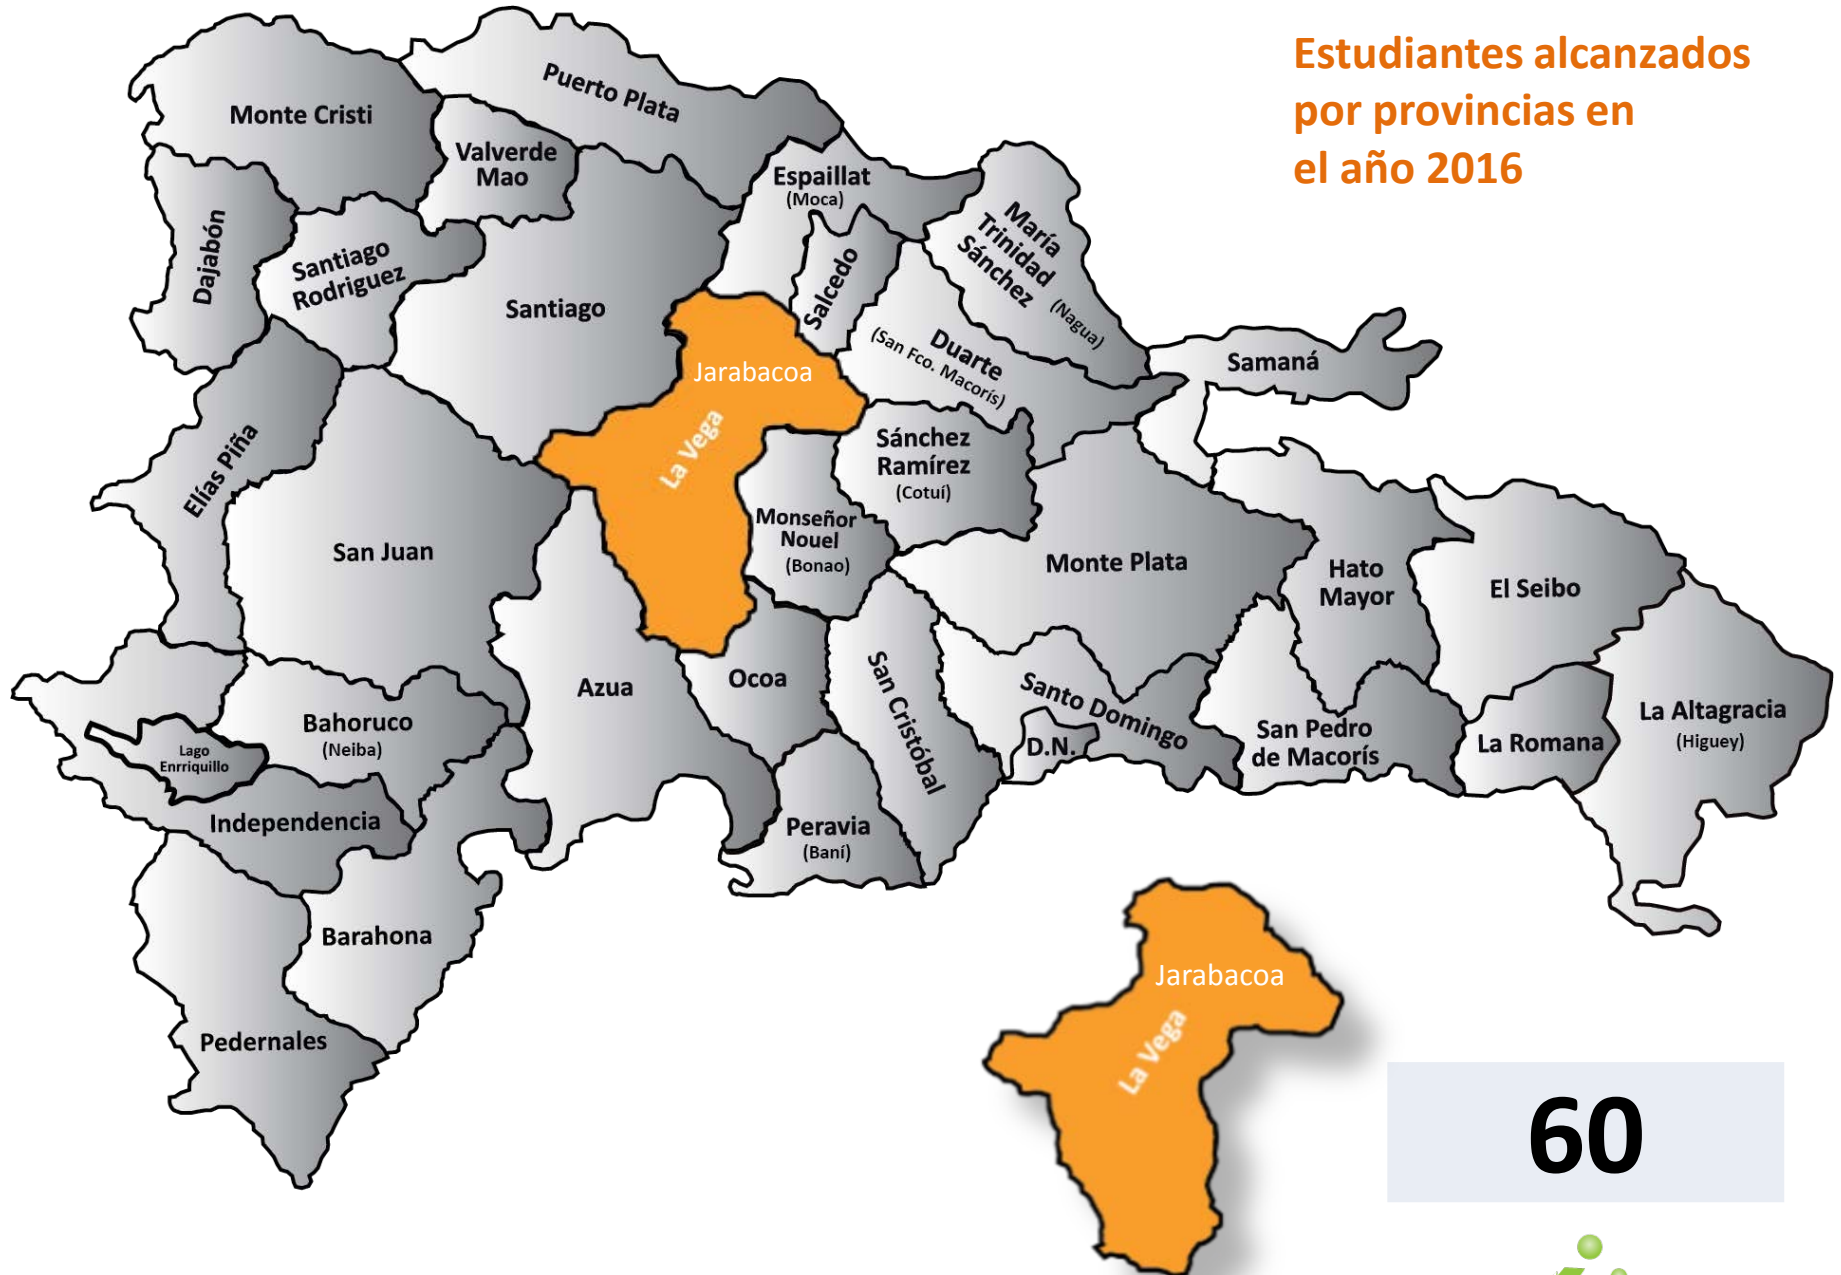 Estudiantes alcanzados
por provincias en
el año 2016
Puerto Plata
Monte Cristi
Valverde
Mao
Espaillat
(Moca)
María
Trinidad
Sánchez
(Nagua)
Dajabón
Santiago
Rodriguez
Santiago
Salcedo
Duarte
(San Fco. Macorís)
Samaná
Jarabacoa
La Vega
Elías Piña
Sánchez
Ramírez
(Cotuí)
San Juan
Monseñor
Nouel
(Bonao)
Monte Plata
Hato
Mayor
El Seibo
Azua
Ocoa
San Cristóbal
Santo Domingo
D.N.
San Pedro
de Macorís
La Romana
La Altagracia
(Higuey)
Bahoruco
(Neiba)
Lago
Enrriquillo
Independencia
Peravia
(Baní)
Barahona
Pedernales
Jarabacoa
La Vega
60